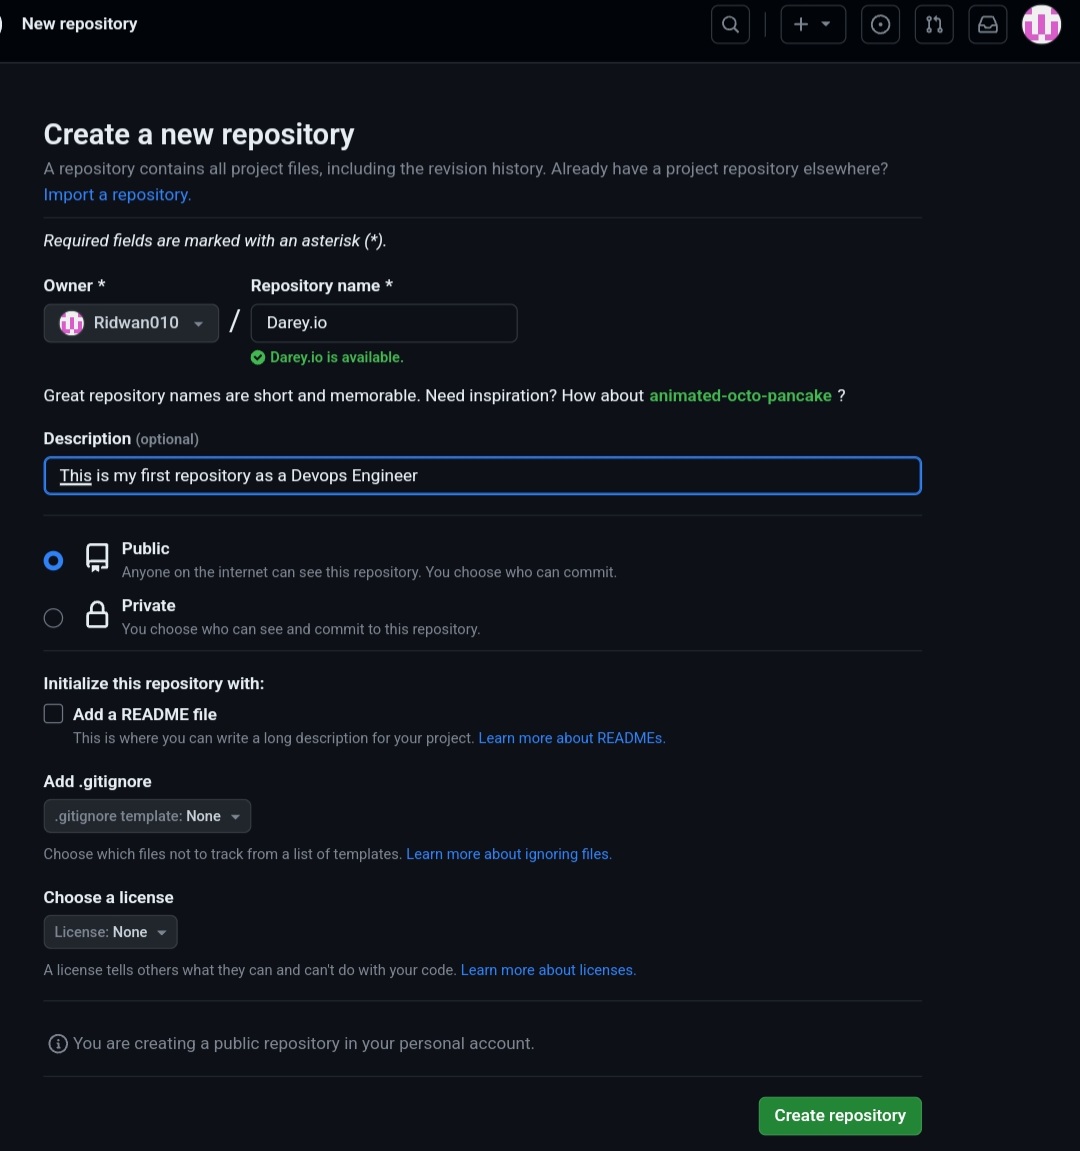 New repository
Create a new repository
A repository contains all project files, including the revision history. Already have a project repository elsewhere?
Import a repository.
Required fields are marked with an asterisk (*).
Owner * Repository name *
Ridwan010 / Darey.io
Darey.io is available.
Great repository names are short and memorable. Need inspiration? How about animated-octo-pancake ?
Description (optional)
This is my first repository as a Devops Engineer
Public
Anyone on the internet can see this repository. You choose who can commit.
Private
You choose who can see and commit to this repository.
Initialize this repository with:
Add a README file
This is where you can write a long description for your project. Learn more about READMEs.
Add .gitignore
.gitignore template: None
Choose which files not to track from a list of templates. Learn more about ignoring files.
Choose a license
License: None
A license tells others what they can and can't do with your code. Learn more about licenses.
You are creating a public repository in your personal account.
Create repository